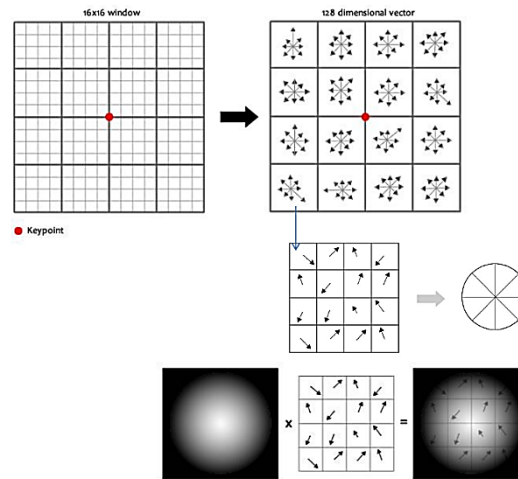 16x16 window
128 dimensional vector
Keypoint
x
=